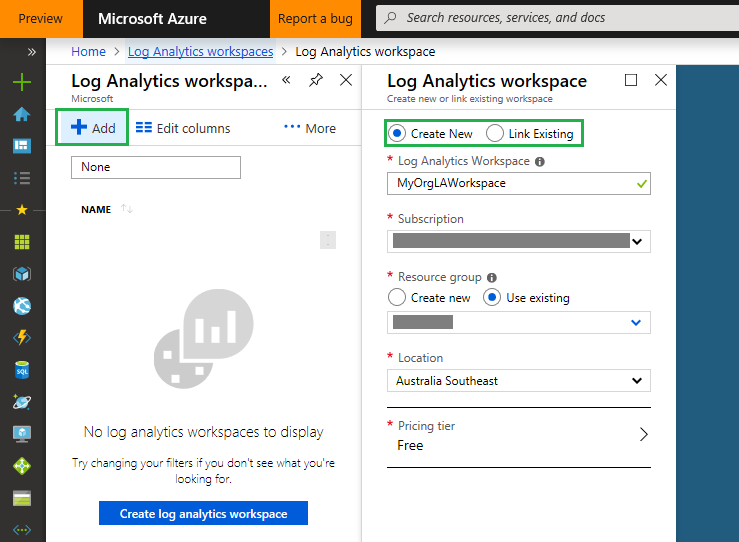 Preview
Microsoft Azure
Report a bug
Search resources, services, and docs
Home > Log Analytics workspaces > Log Analytics workspace
Log Analytics workspa...
Microsoft
Add
Edit columns
More
None
NAME
No log analytics workspaces to display
Try changing your filters if you don't see what you're
looking for.
Create log analytics workspace
Log Analytics workspace
Create new or link existing workspace
Create New
Link Existing
* Log Analytics Workspace
MyOrgLAWorkspace
* Subscription
* Resource group
Create new
Use existing
* Location
Australia Southeast
* Pricing tier
Free
SQL